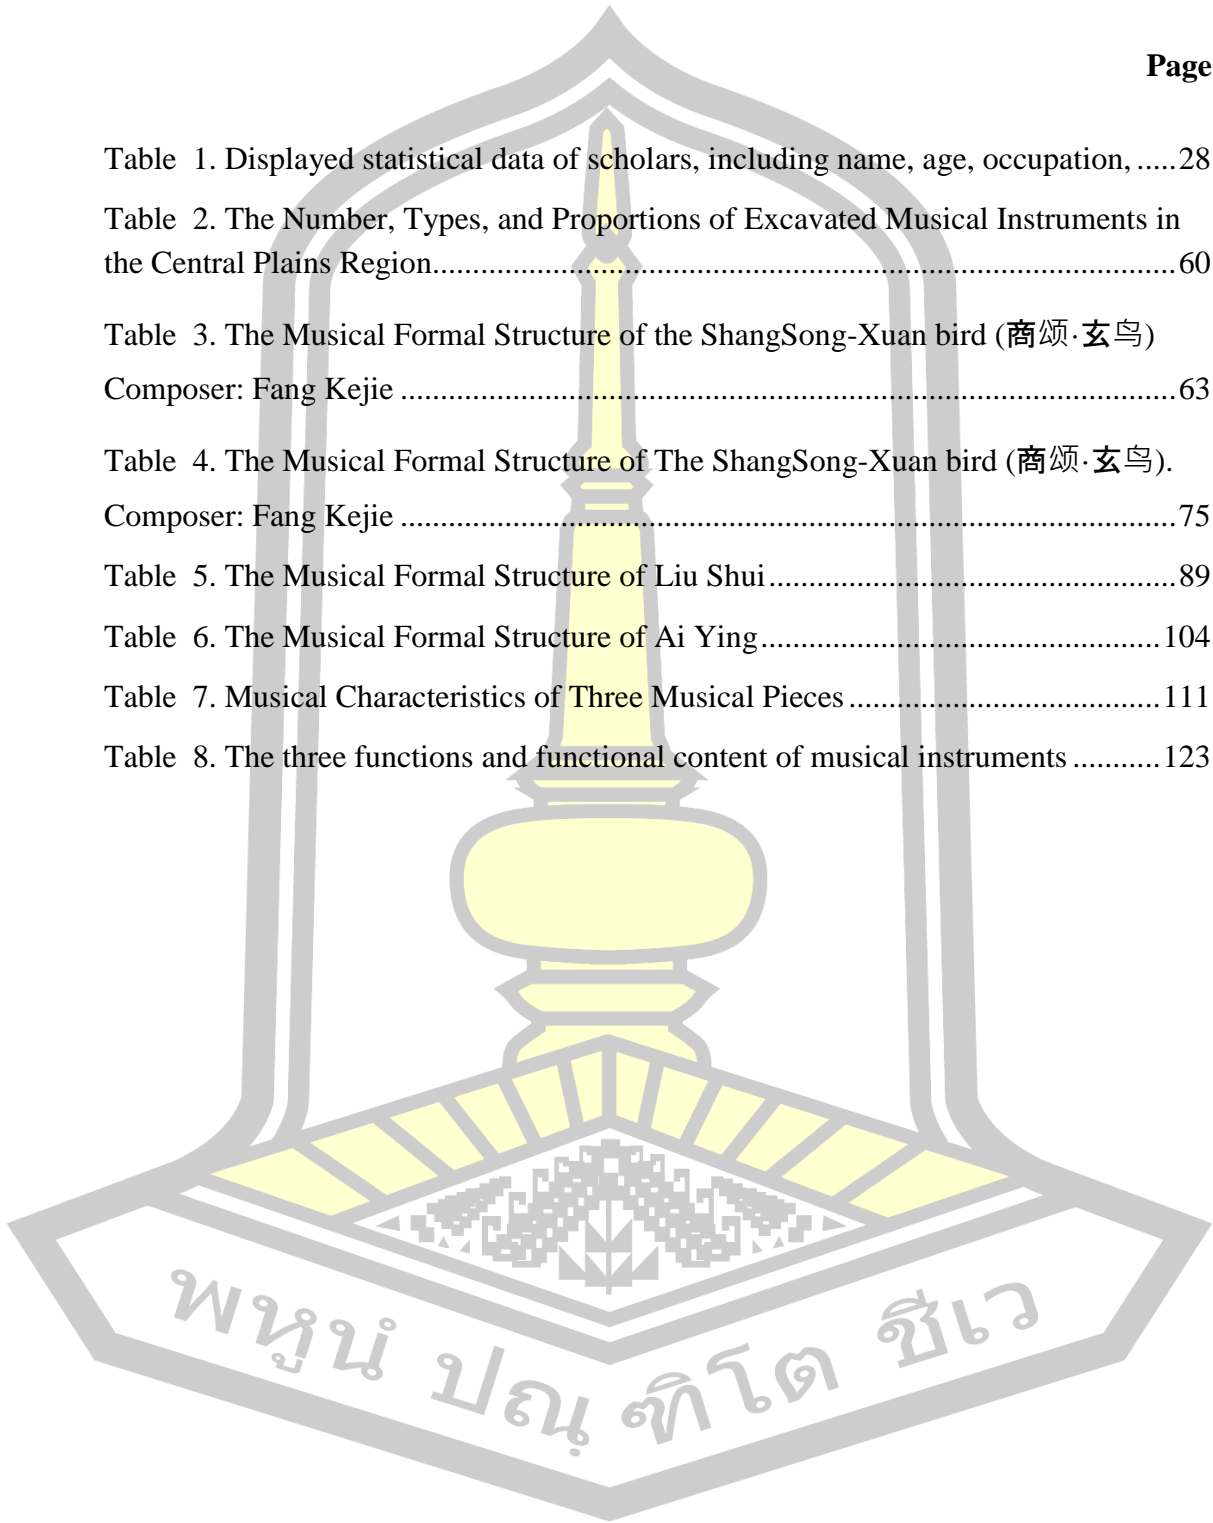 Page
Table 1. Displayed statistical data of scholars, including name, age, occupation, .....28
Table 2. The Number, Types, and Proportions of Excavated Musical Instruments in
the Central Plains Region..........................................................................................60
Table 3. The Musical Formal Structure of the ShangSong-Xuan bird (商颂·玄鸟)
Composer: Fang Kejie ..............................................................................................63
Table 4. The Musical Formal Structure of The ShangSong-Xuan bird (商颂·玄鸟).
Composer: Fang Kejie ..............................................................................................75
Table 5. The Musical Formal Structure of Liu Shui.................................................89
Table 6. The Musical Formal Structure of Ai Ying................................................104
Table 7. Musical Characteristics of Three Musical Pieces.....................................111
Table 8. The three functions and functional content of musical instruments ...........123
พหูนํ ปณฺฑิโต ชีเว